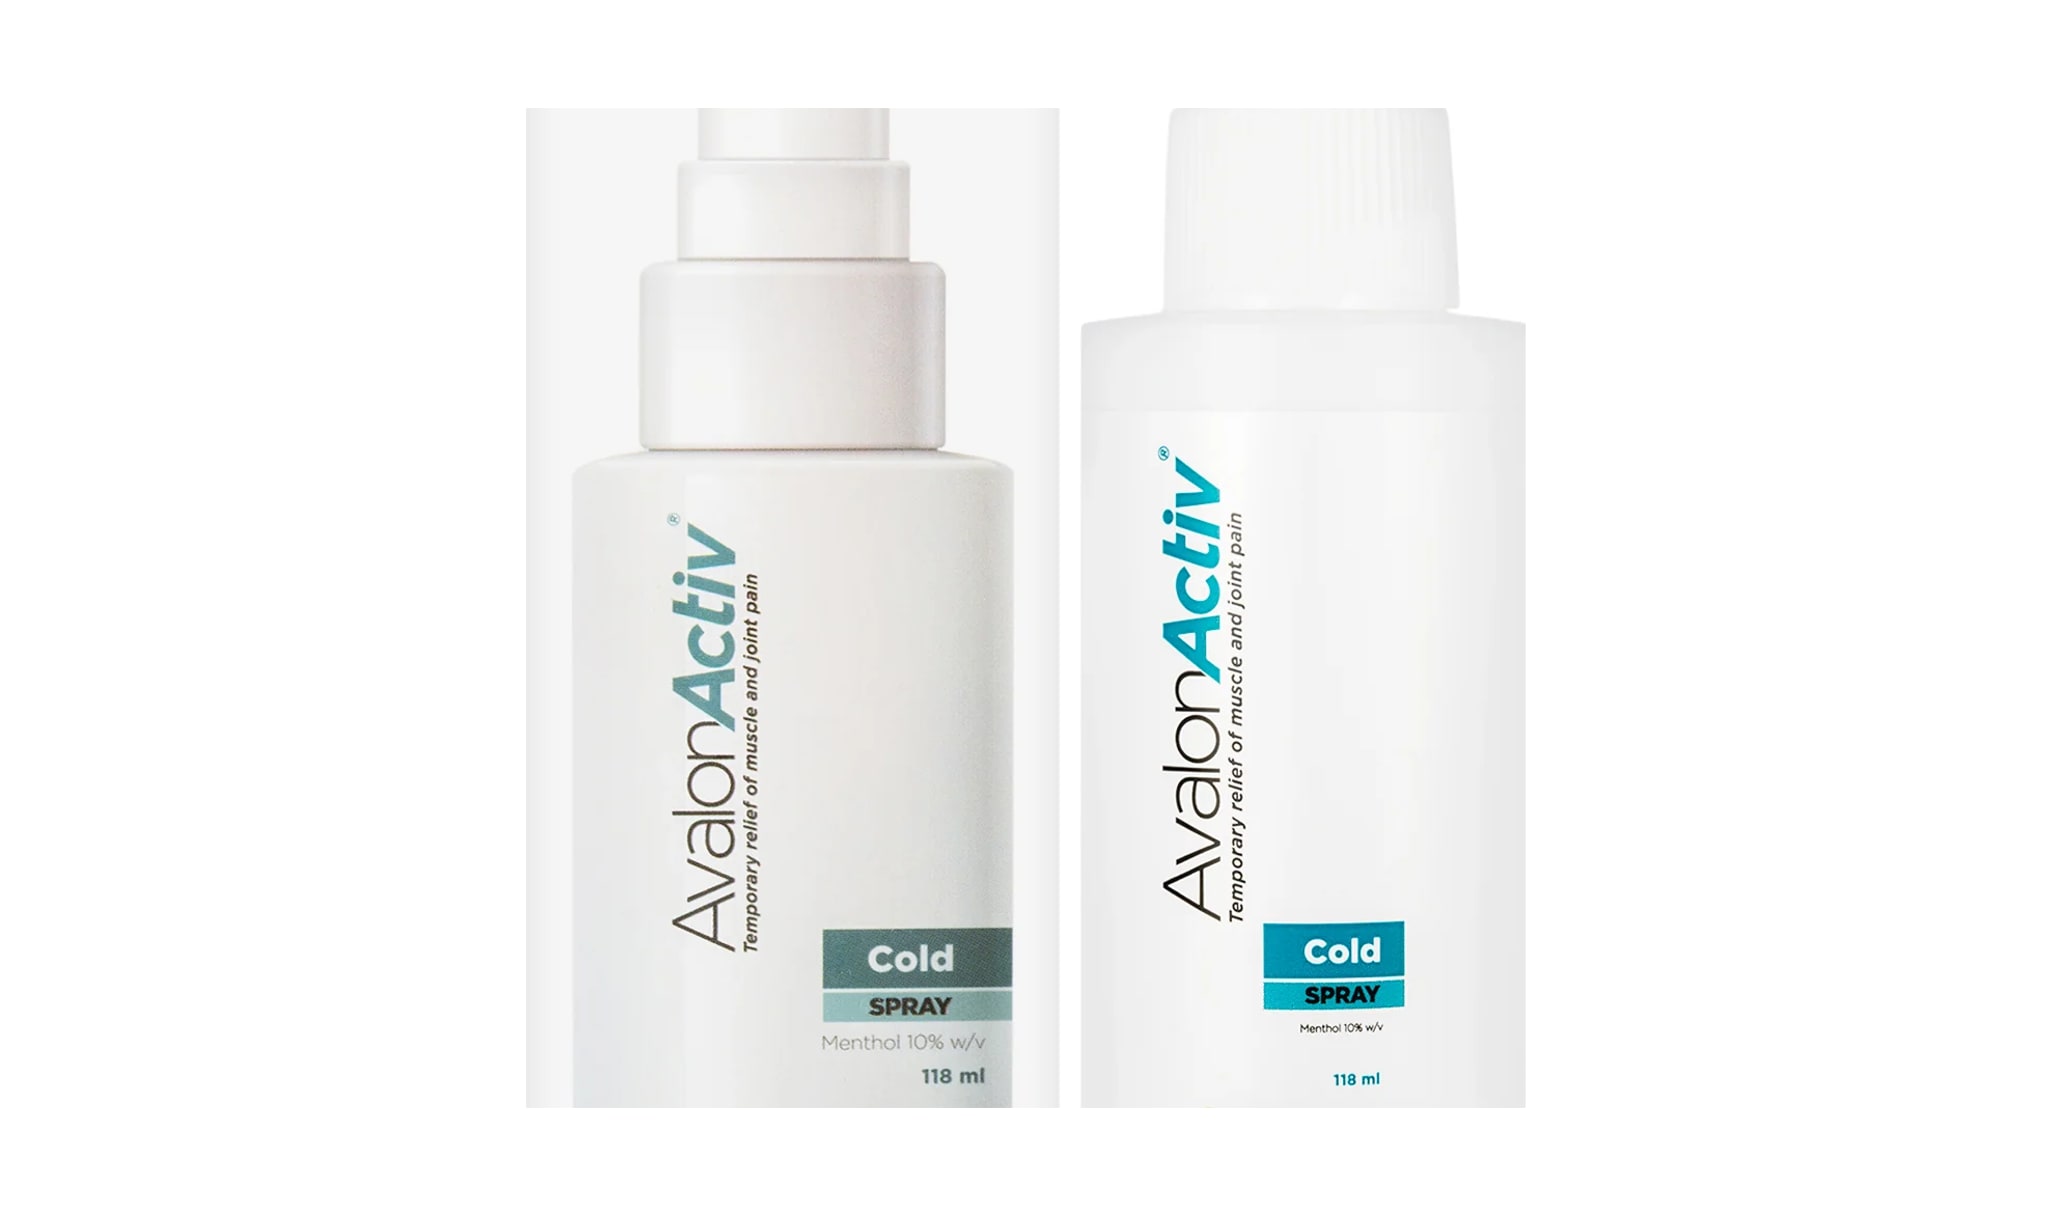 AvalonActiv®
Temporary relief of muscle and joint pain
Cold
SPRAY
Menthol 10% w/v
118 ml
AvalonActiv®
Temporary relief of muscle and joint pain
Cold
SPRAY
Menthol 10% w/v
118 ml